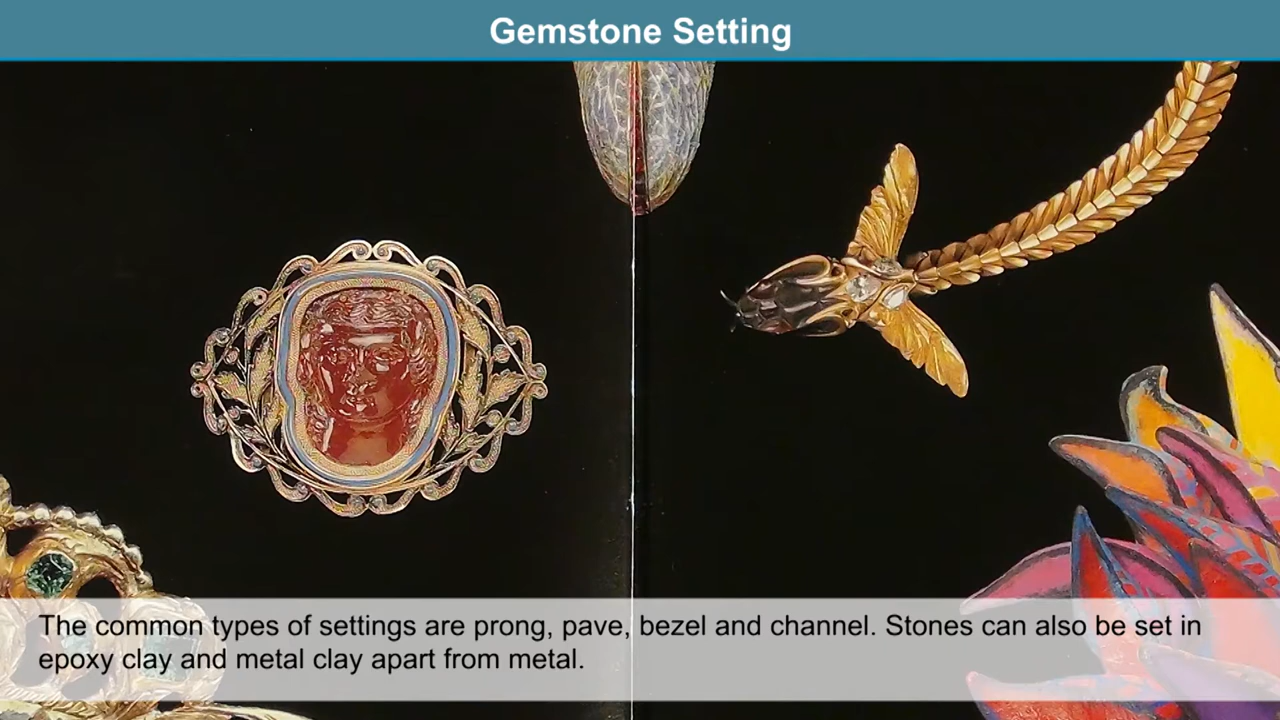 Gemstone Setting
The common types of settings are prong, pave, bezel and channel. Stones can also be set in
epoxy clay and metal clay apart from metal.